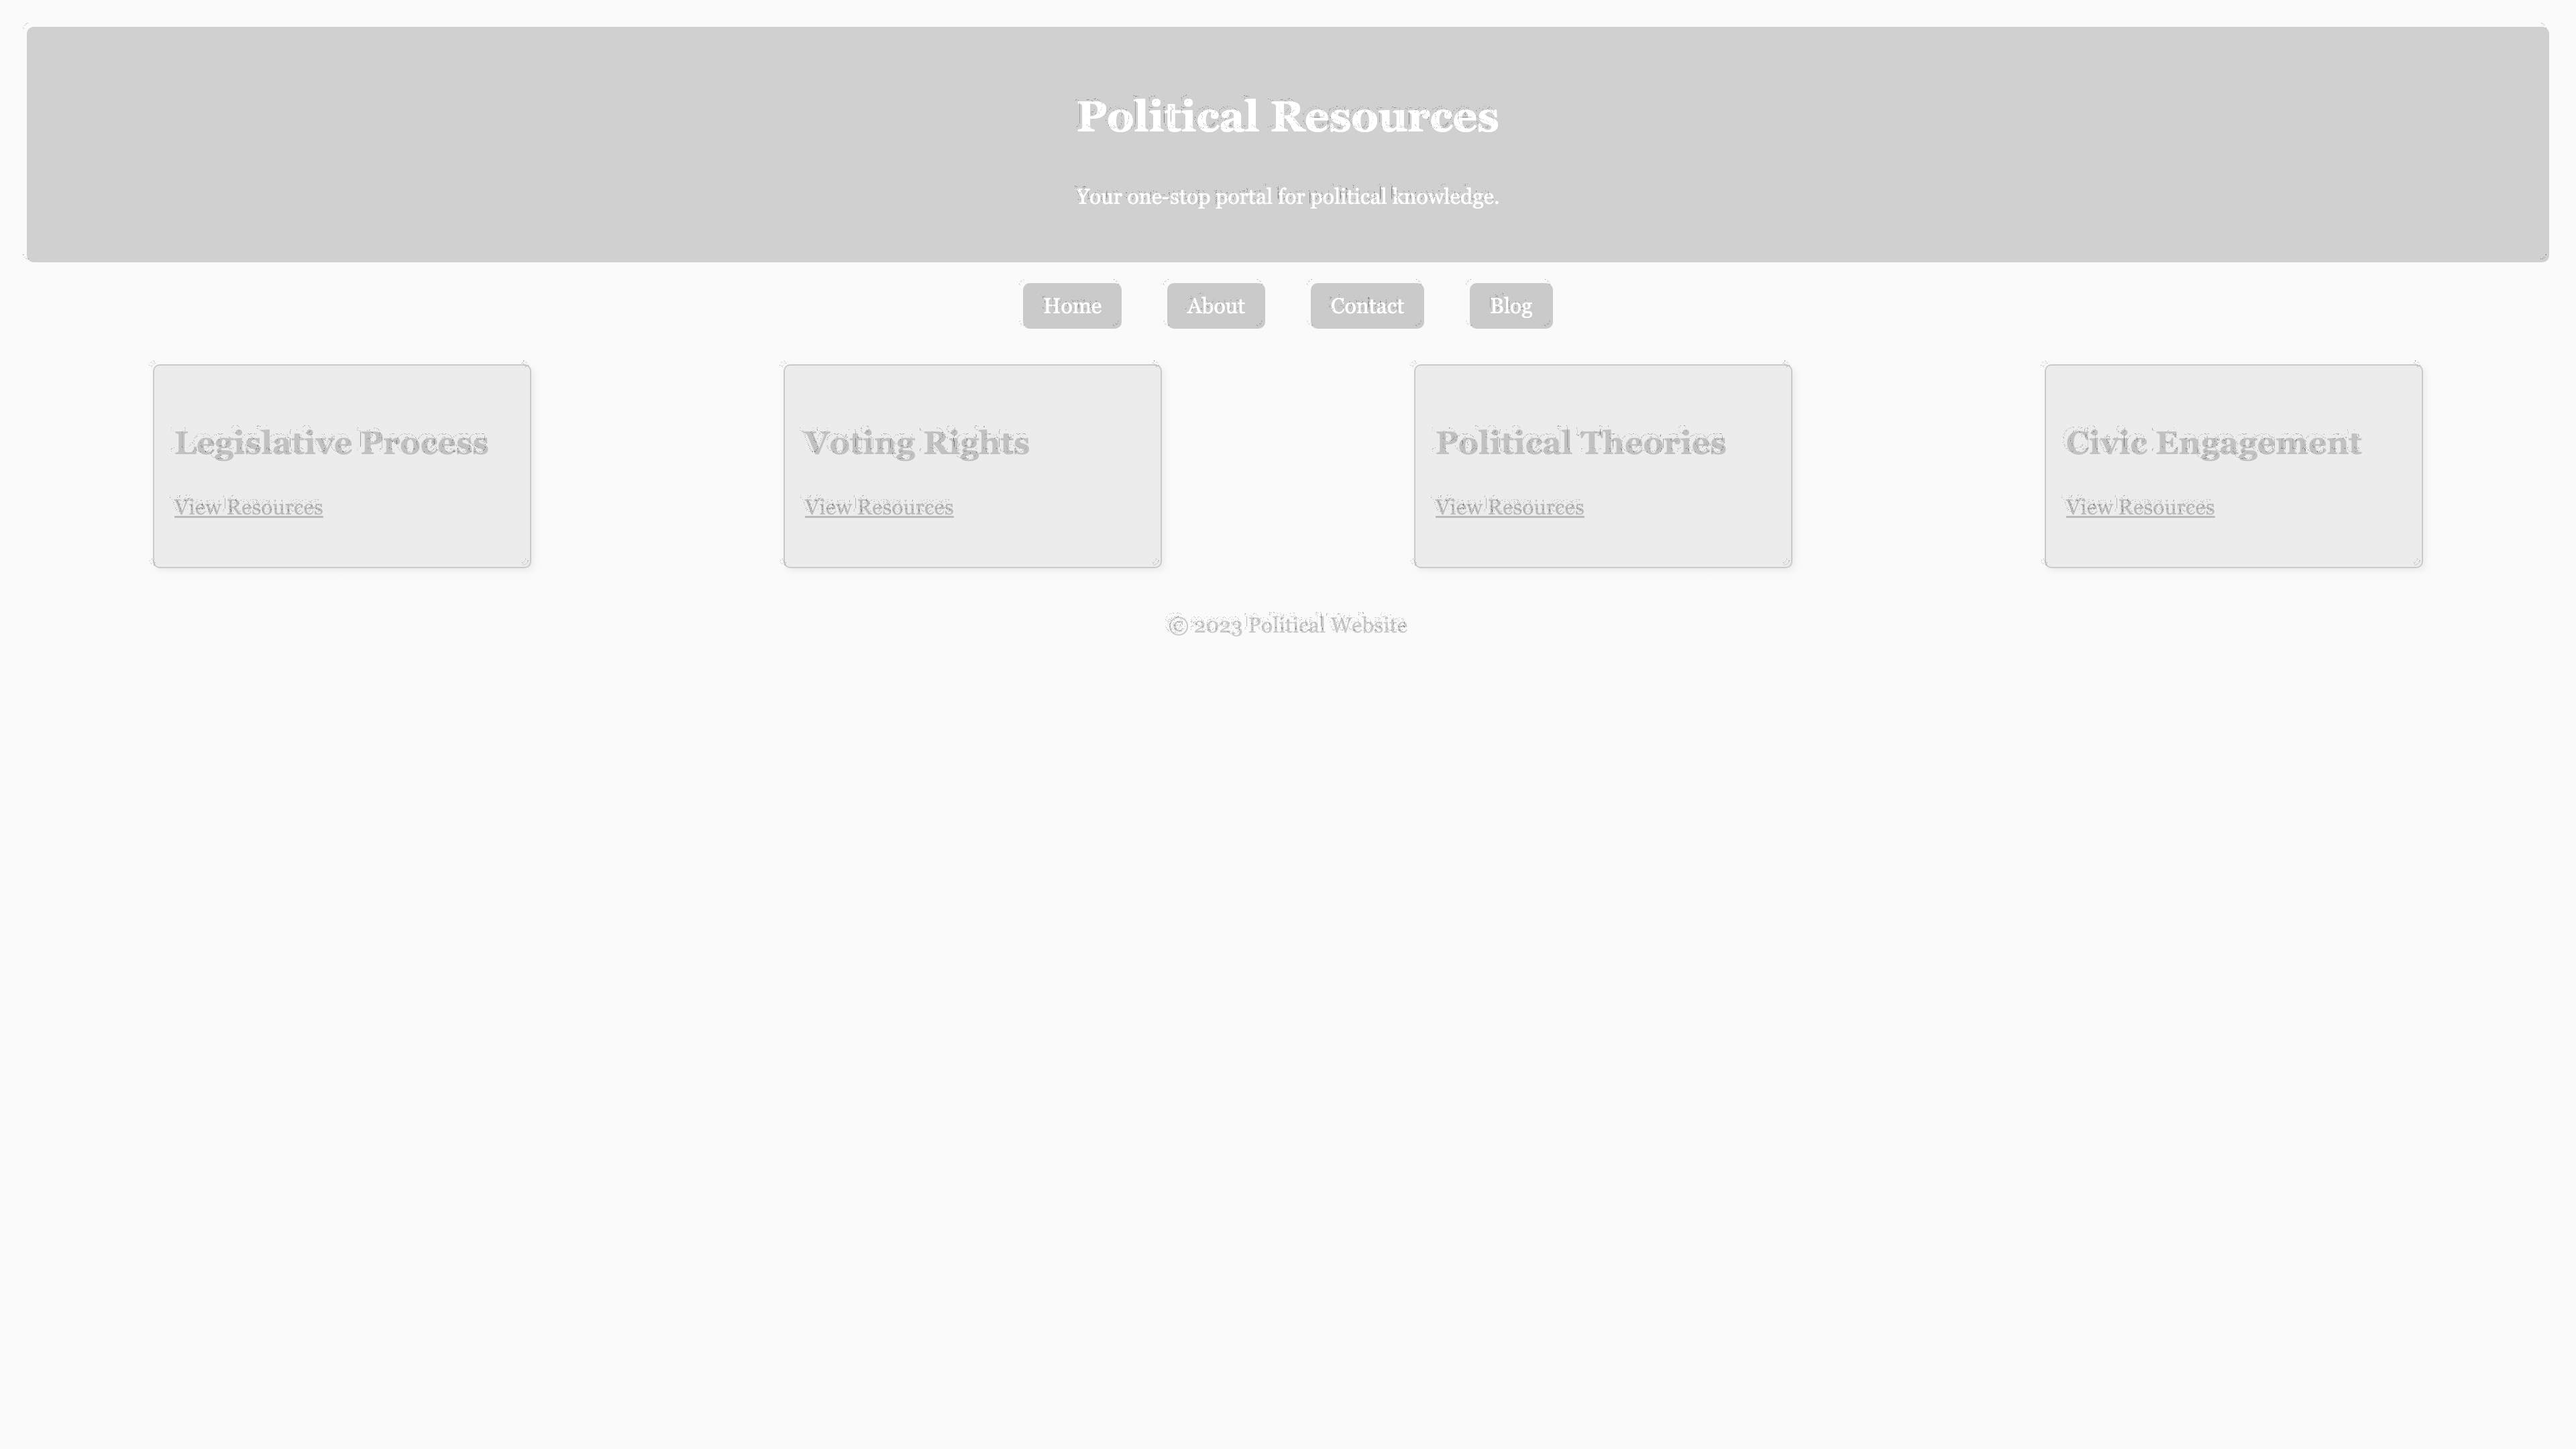 Political Resources
Your one-stop portal for political knowledge.
Home About Contact Blog
Legislative Process
View Resources
Voting Rights
View Resources
Political Theories
View Resources
Civic Engagement
View Resources
© 2023 Political Website